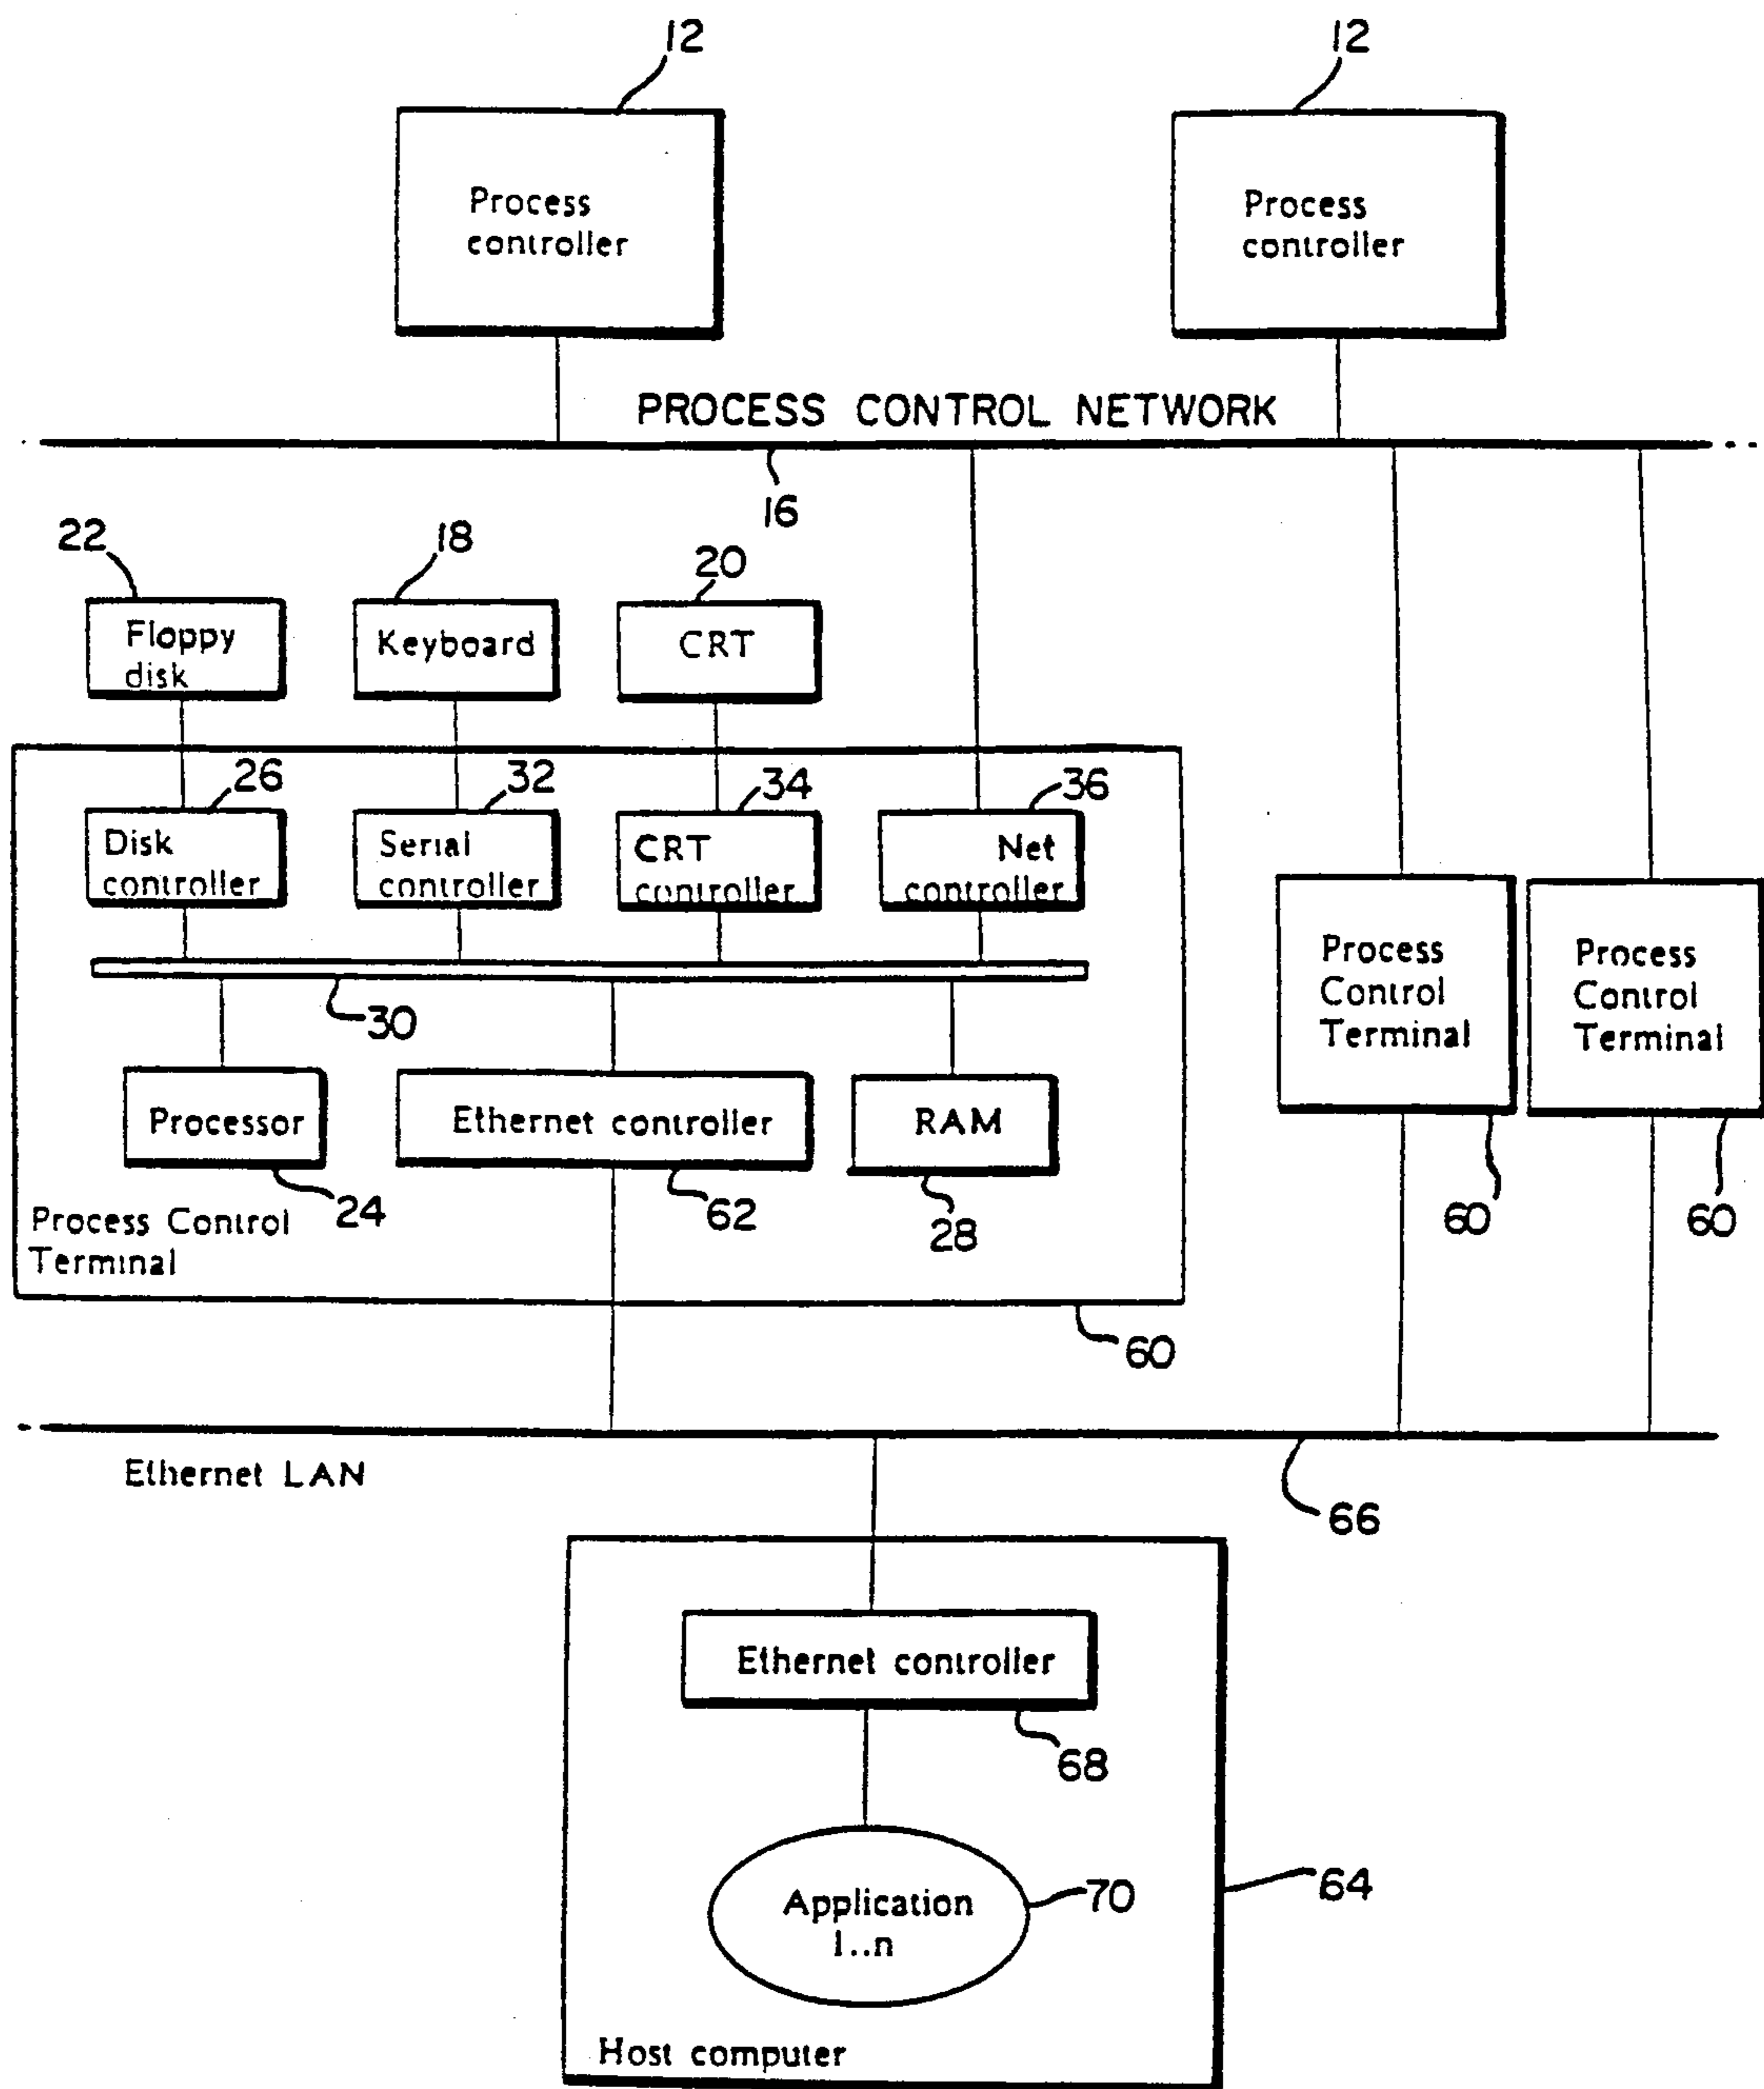 12
12
Process
controller
Process
controller
PROCESS CONTROL NETWORK
16
22
18
20
Floppy
disk
Keyboard
CRT
26
32
34
36
Disk
controller
Serial
controller
CRT
controller
Net
controller
30
Process
Control
Terminal
Process
Control
Terminal
Processor
Ethernet controller
RAM
24
62
28
60
60
Process Control
Terminal
60
Ethernet LAN
66
Ethernet controller
68
Application
1..n
70
64
Host computer